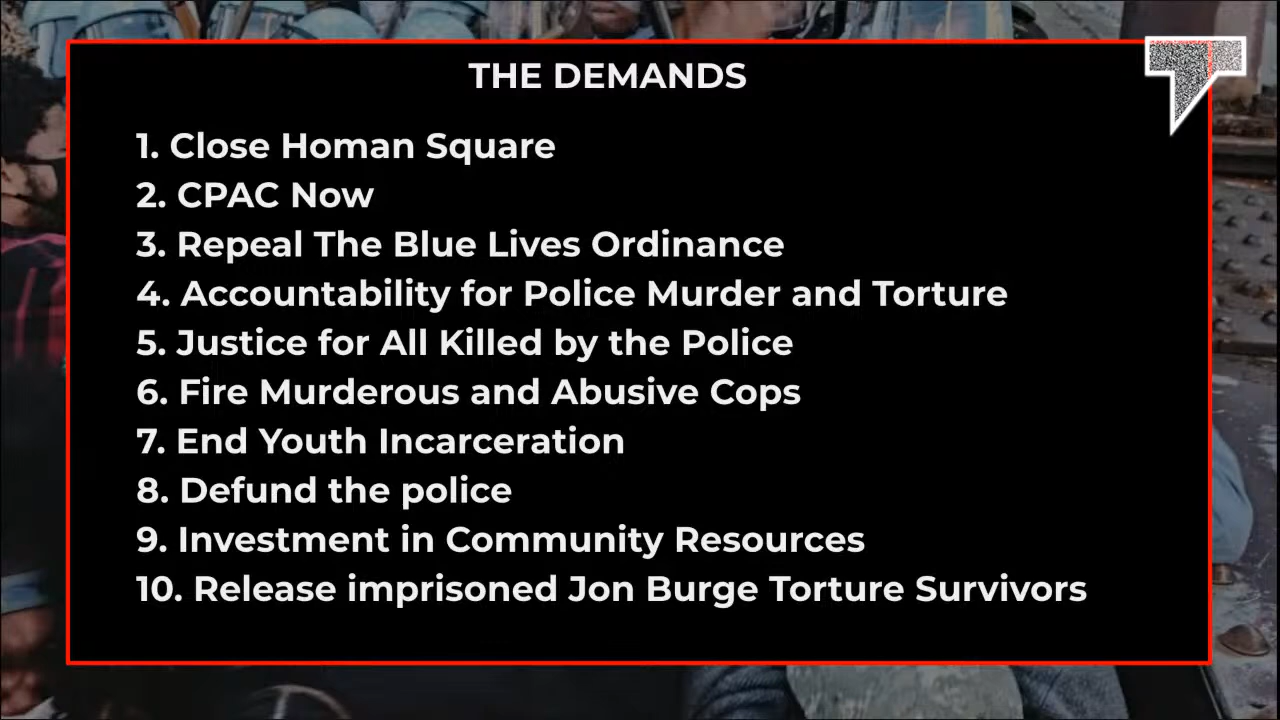 THE DEMANDS
1. Close Homan Square
2. CPAC Now
3. Repeal The Blue Lives Ordinance
4. Accountability for Police Murder and Torture
5. Justice for All Killed by the Police
6. Fire Murderous and Abusive Cops
7. End Youth Incarceration
8. Defund the police
9. Investment in Community Resources
10. Release imprisoned Jon Burge Torture Survivors